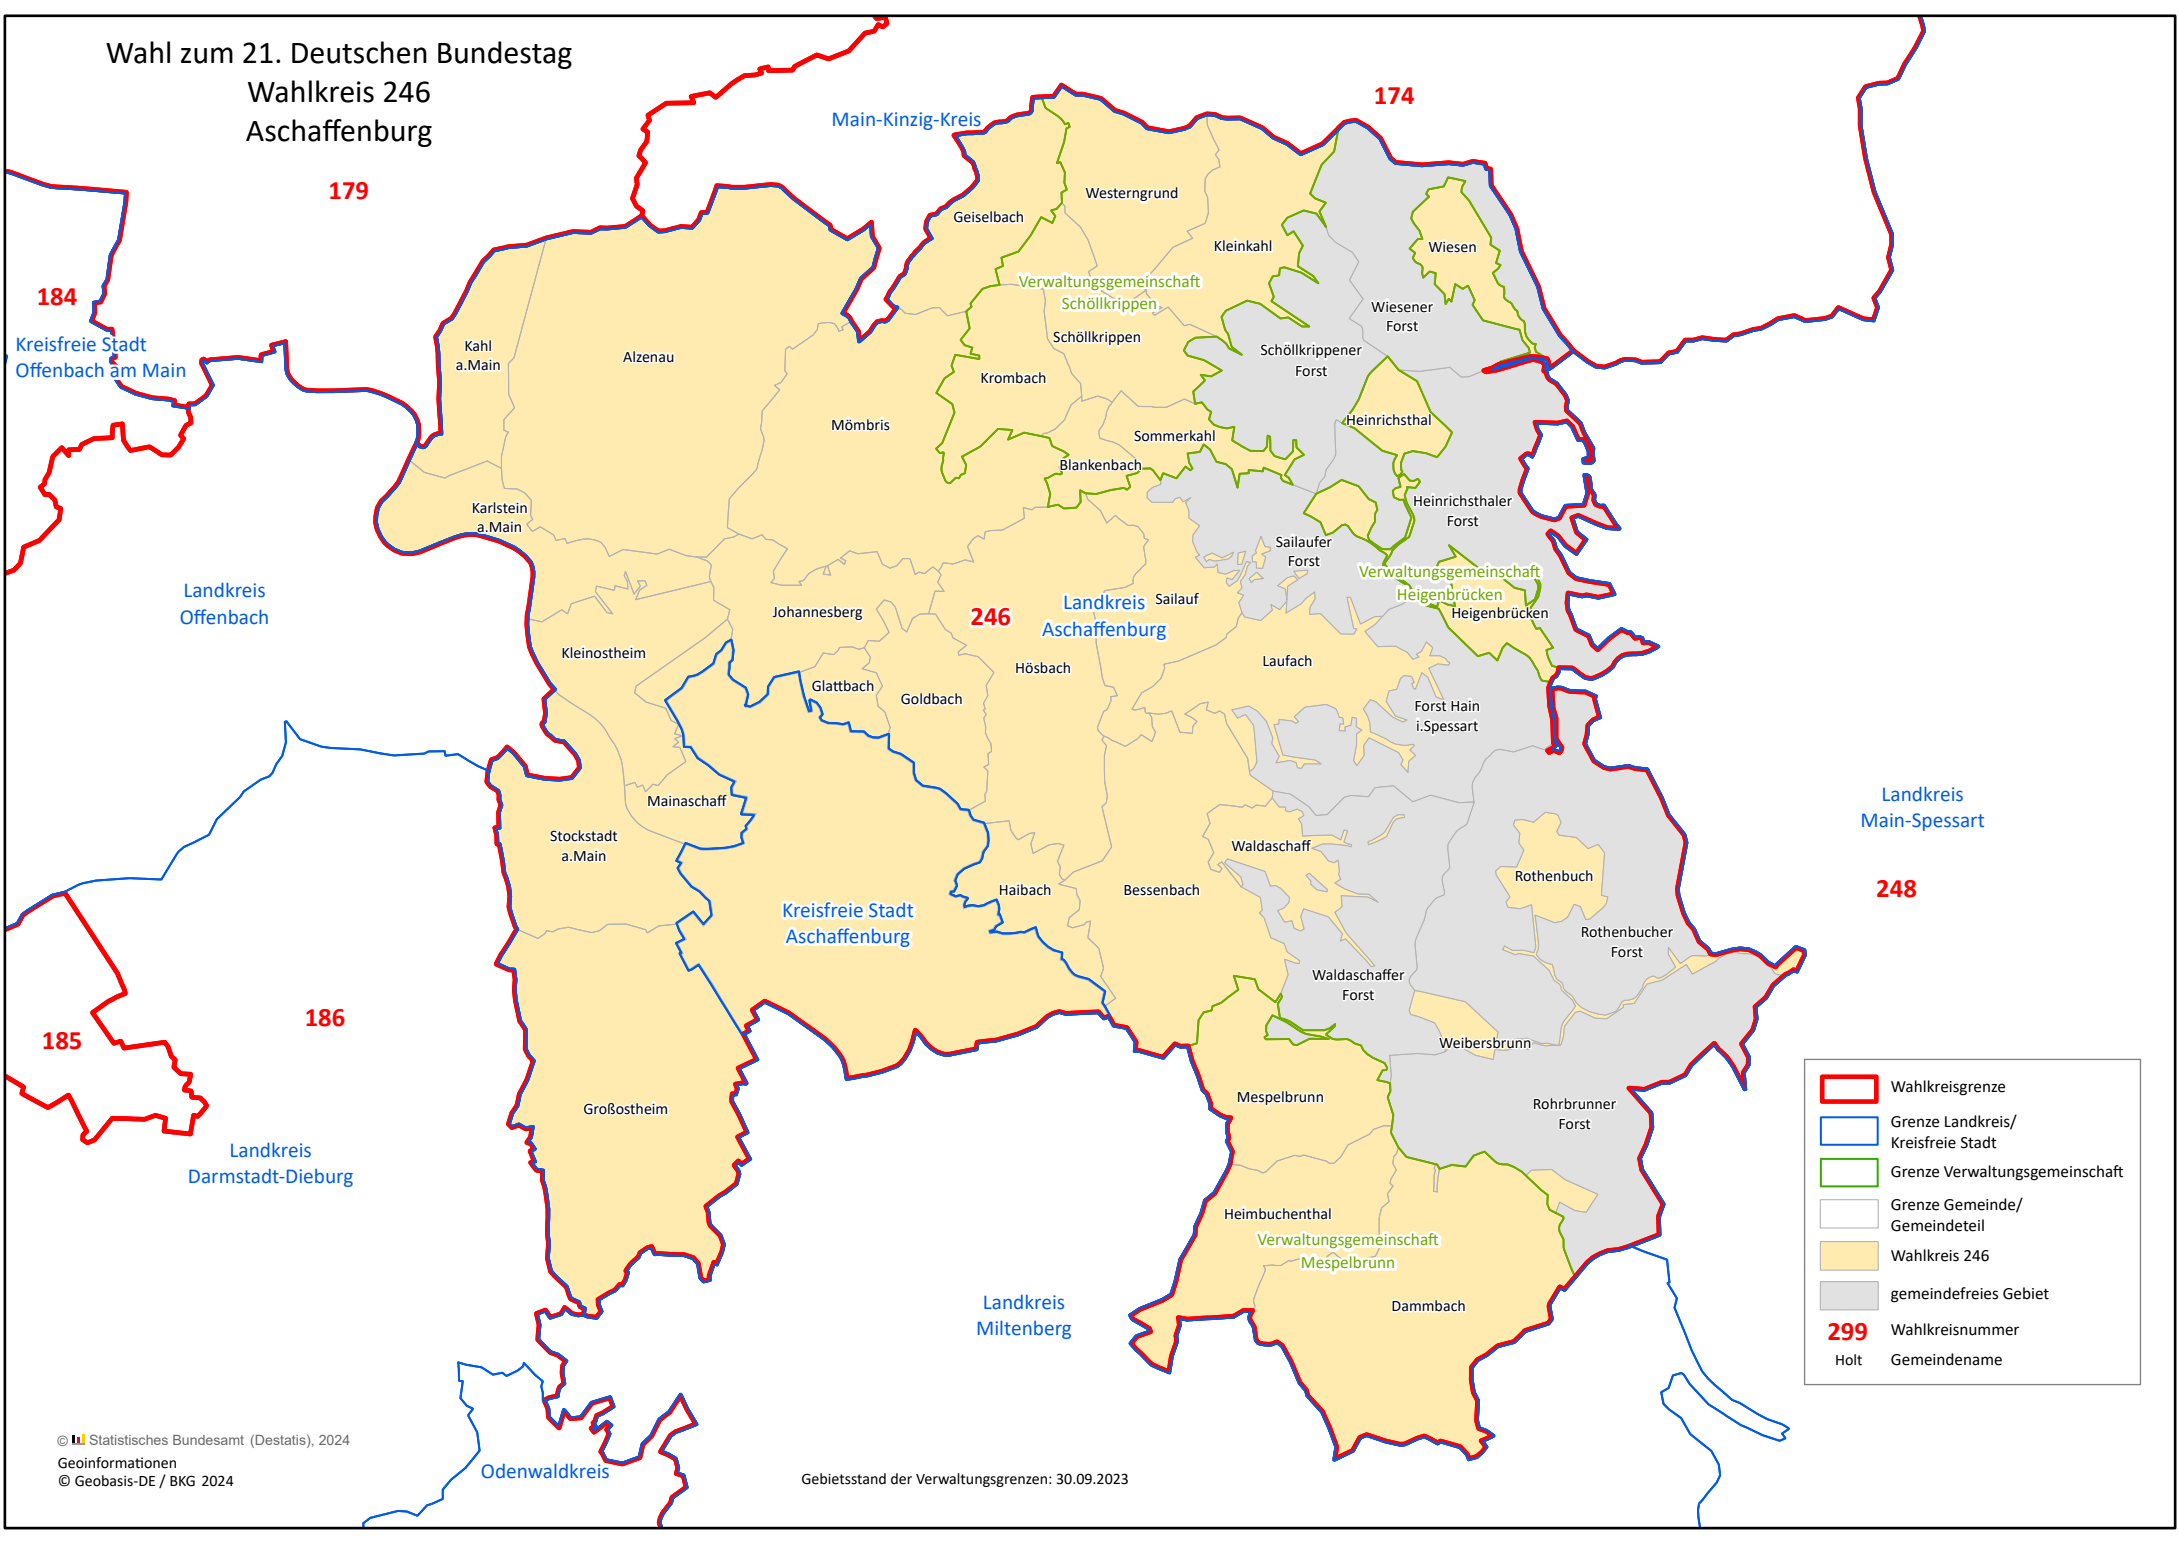 Wahl zum 21. Deutschen Bundestag
Wahlkreis 246
Aschaffenburg
174
Main-Kinzig-Kreis
179
Westerngrund
Geiselbach
Kleinkahl
Wiesen
184
Verwaltungsgemeinschaft
Schöllkrippen
Wiesener
Forst
Kreisfreie Stadt
Offenbach am Main
Kahl
a.Main
Alzenau
Schöllkrippen
Schöllkrippener
Forst
Krombach
Mömbris
Heinrichsthal
Sommerkahl
Blankenbach
Karlstein
a.Main
Heinrichsthaler
Forst
Sailaufer
Forst
Verwaltungsgemeinschaft
Heigenbrücken
Heigenbrücken
Landkreis
Offenbach
Johannesberg
246
Landkreis
Aschaffenburg
Sailauf
Kleinostheim
Hösbach
Laufach
Glattbach
Goldbach
Forst Hain
i.Spessart
Mainaschaff
Landkreis
Main-Spessart
Stockstadt
a.Main
Waldaschaff
Rothenbuch
Haibach
Bessenbach
248
Kreisfreie Stadt
Aschaffenburg
Rothenbucher
Forst
Waldaschaffer
Forst
186
185
Weibersbrunn
Mespelbrunn
Großostheim
Rohrbrunner
Forst
Landkreis
Darmstadt-Dieburg
Heimbuchenthal
Verwaltungsgemeinschaft
Mespelbrunn
Landkreis
Miltenberg
Dammbach
Odenwaldkreis
Wahlkreisgrenze
Grenze Landkreis/
Kreisfreie Stadt
Grenze Verwaltungsgemeinschaft
Grenze Gemeinde/
Gemeindeteil
Wahlkreis 246
gemeindefreies Gebiet
299 Wahlkreisnummer
Holt Gemeindename
© Statistisches Bundesamt (Destatis), 2024
Geoinformationen
© Geobasis-DE / BKG 2024
Gebietsstand der Verwaltungsgrenzen: 30.09.2023